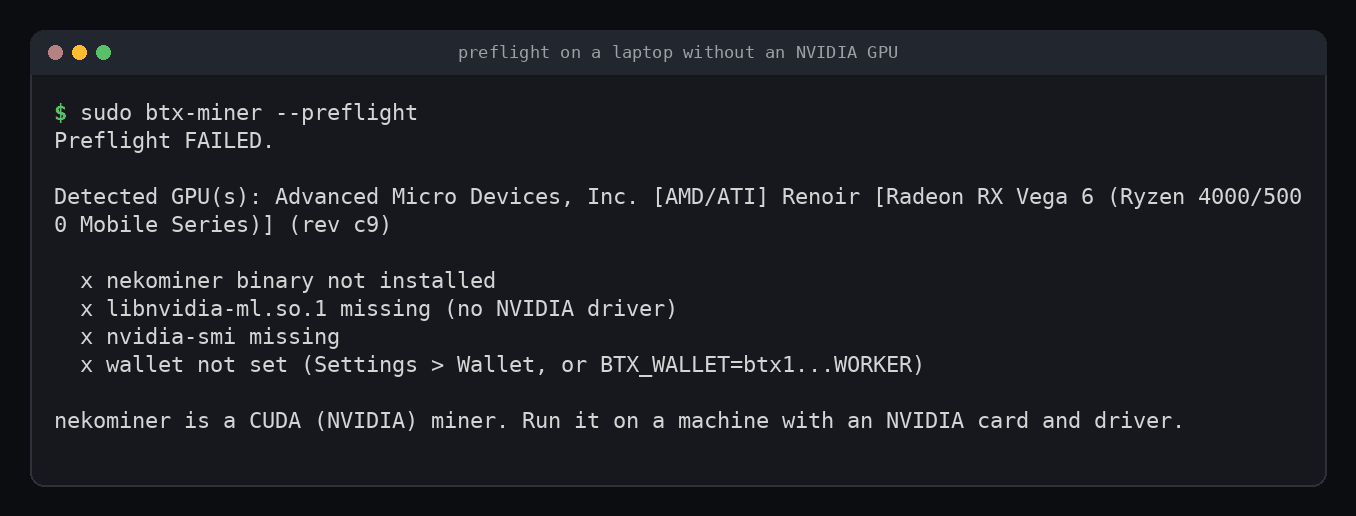 preflight on a laptop without an NVIDIA GPU
$ sudo btx-miner --preflight
Preflight FAILED.
Detected GPU(s): Advanced Micro Devices, Inc. [AMD/ATI] Renoir [Radeon RX Vega 6 (Ryzen 4000/500
0 Mobile Series)] (rev c9)
x nekominer binary not installed
x libnvidia-ml.so.1 missing (no NVIDIA driver)
x nvidia-smi missing
x wallet not set (Settings > Wallet, or BTX_WALLET=btx1...WORKER)
nekominer is a CUDA (NVIDIA) miner. Run it on a machine with an NVIDIA card and driver.